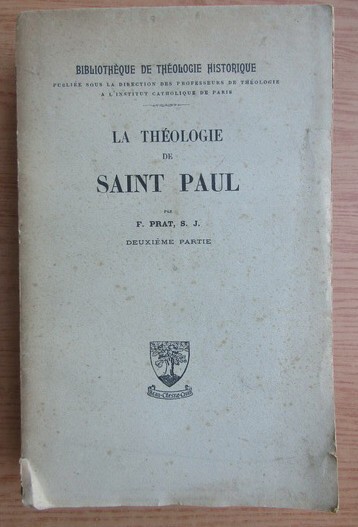 BIBLIOTHÈQUE DE THÉOLOGIE HISTORIQUE
PUBLIÉE SOUS LA DIRECTION DES PROFESSEURS DE THÉOLOGIE
A L'INSTITUT CATHOLIQUE DE PARIS
LA THÉOLOGIE
DE
SAINT PAUL
PAR
F. PRAT, S. J.
DEUXIÈME PARTIE